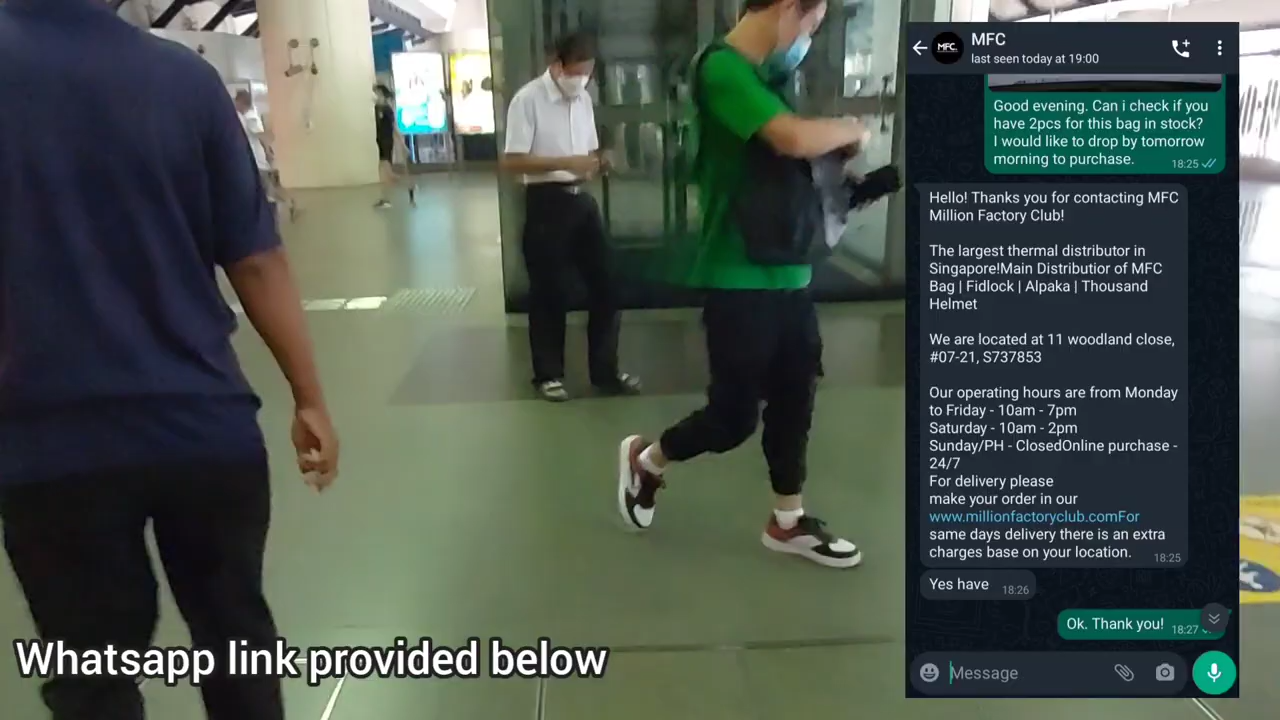 MFC
MFC.
last seen today at 19:00
Good evening. Can i check if you
have 2pcs for this bag in stock?
I would like to drop by tomorrow
morning to purchase.
18:25
Hello! Thanks you for contacting MFC
Million Factory Club!
The largest thermal distributor in
Singapore!Main Distributior of MFC
Bag | Fidlock | Alpaka | Thousand
Helmet
We are located at 11 woodland close,
#07-21, S737853
Our operating hours are from Monday
to Friday - 10am - 7pm
Saturday - 10am - 2pm
Sunday/PH - ClosedOnline purchase -
24/7
For delivery please
make your order in our
www.millionfactoryclub.comFor
same days delivery there is an extra
charges base on your location.
18:25
Yes have
18:26
Ok. Thank you!
18:27
Message
Whatsapp link provided below